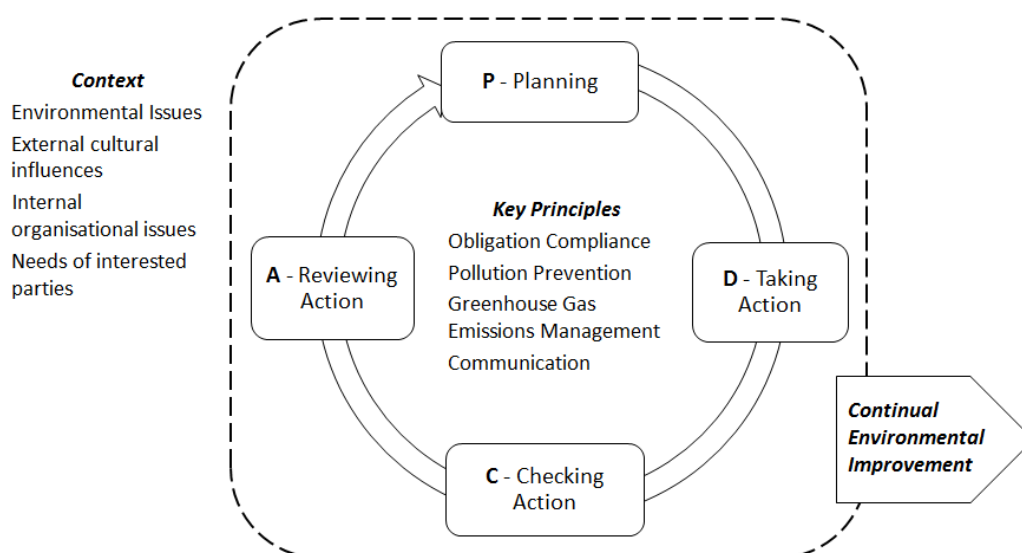 Context
Environmental Issues
External cultural
influences
Internal
organisational issues
Needs of interested
parties
P - Planning
Key Principles
Obligation Compliance
Pollution Prevention
Greenhouse Gas
Emissions Management
Communication
A - Reviewing
Action
D - Taking
Action
C - Checking
Action
Continual
Environmental
Improvement